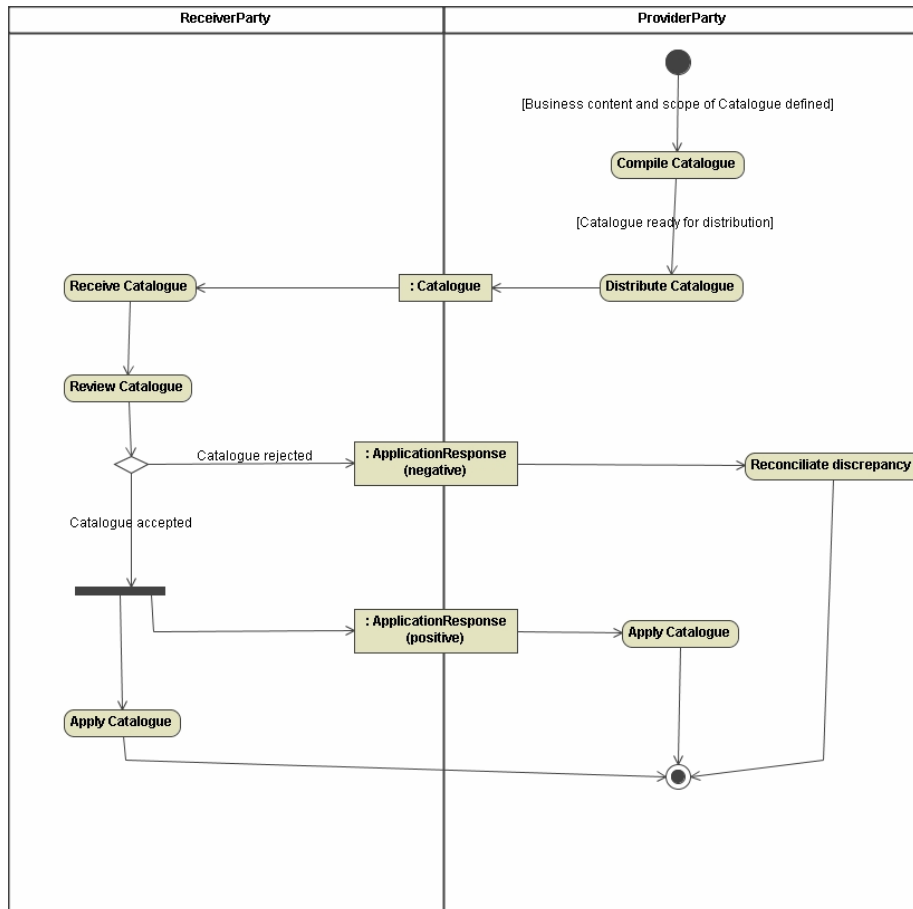 ReceiverParty
ProviderParty
[Business content and scope of Catalogue defined]
Compile Catalogue
[Catalogue ready for distribution]
Receive Catalogue
: Catalogue
Distribute Catalogue
Review Catalogue
Catalogue rejected
: ApplicationResponse
(negative)
Reconciliate discrepancy
Catalogue accepted
: ApplicationResponse
(positive)
Apply Catalogue
Apply Catalogue